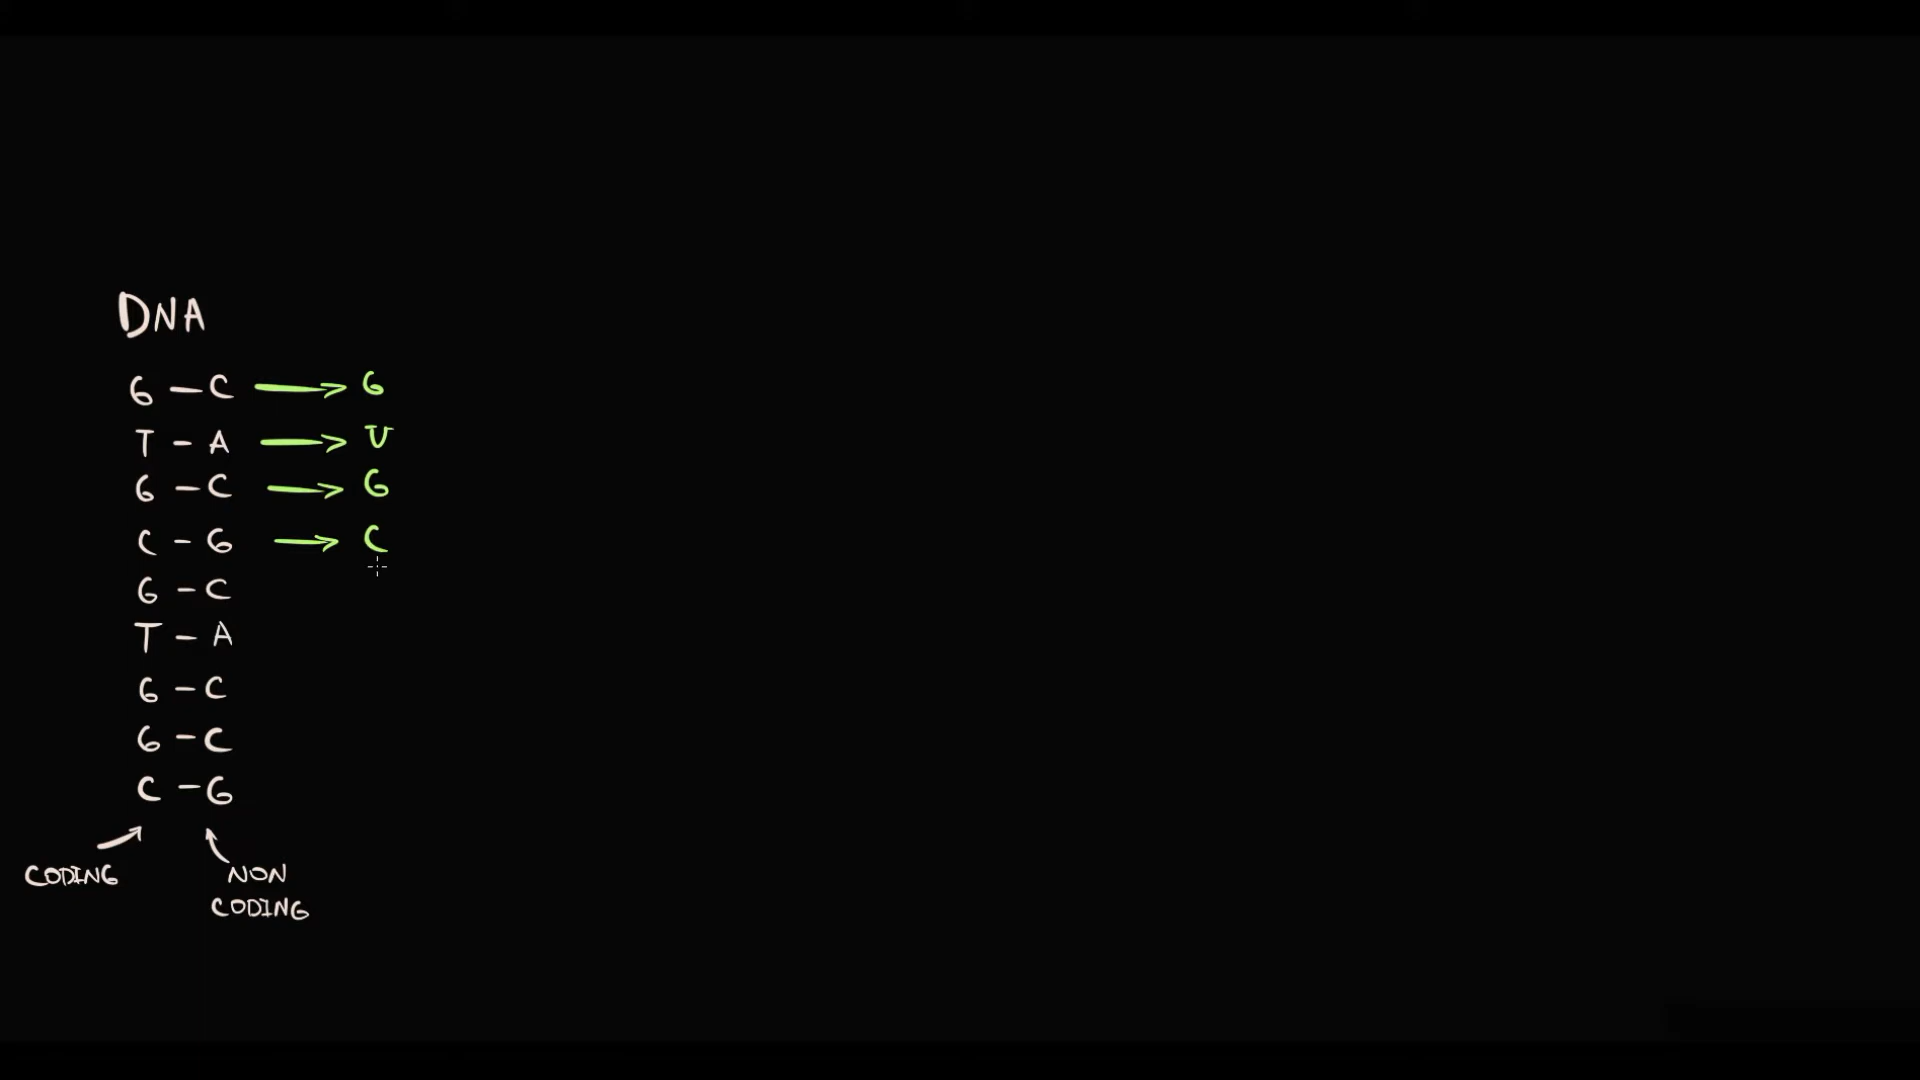 DNA
G - C → G
T - A → U
G - C → G
C - G → C
G - C
T - A
G - C
G - C
C - G
CODING
NON
CODING